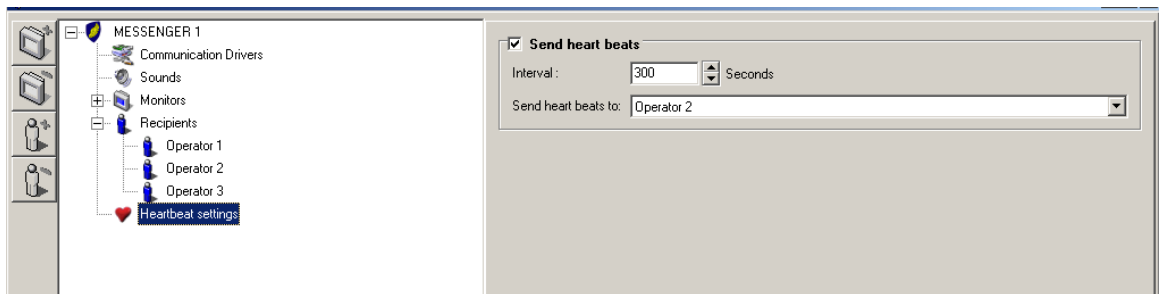 MESSENGER 1
Communication Drivers
Sounds
Monitors
Recipients
Operator 1
Operator 2
Operator 3
Heartbeat settings
Send heart beats
Interval : 300 Seconds
Send heart beats to: Operator 2